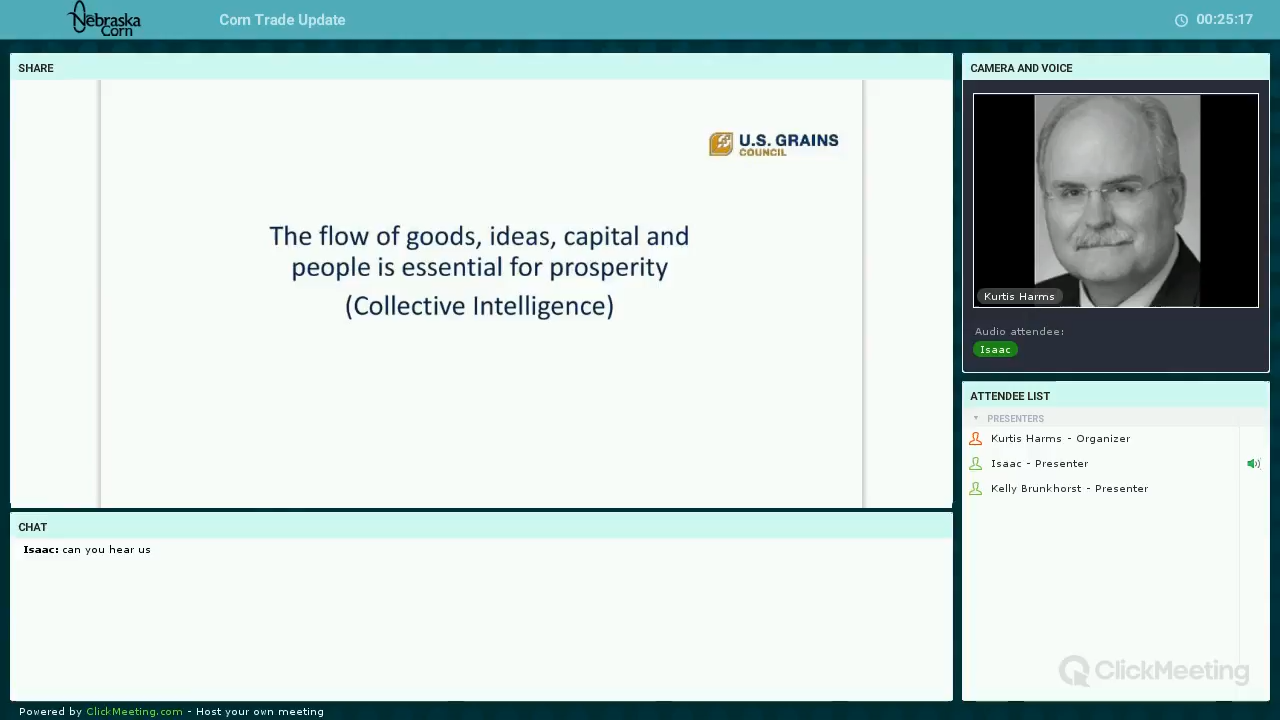 Nebraska
Corn
Corn Trade Update
00:25:17
SHARE
U.S. GRAINS
COUNCIL
The flow of goods, ideas, capital and
people is essential for prosperity
(Collective Intelligence)
CAMERA AND VOICE
Kurtis Harms
Audio attendee:
Isaac
ATTENDEE LIST
PRESENTERS
Kurtis Harms - Organizer
Isaac - Presenter
Kelly Brunkhorst - Presenter
CHAT
Isaac: can you hear us
ClickMeeting
Powered by ClickMeeting.com - Host your own meeting